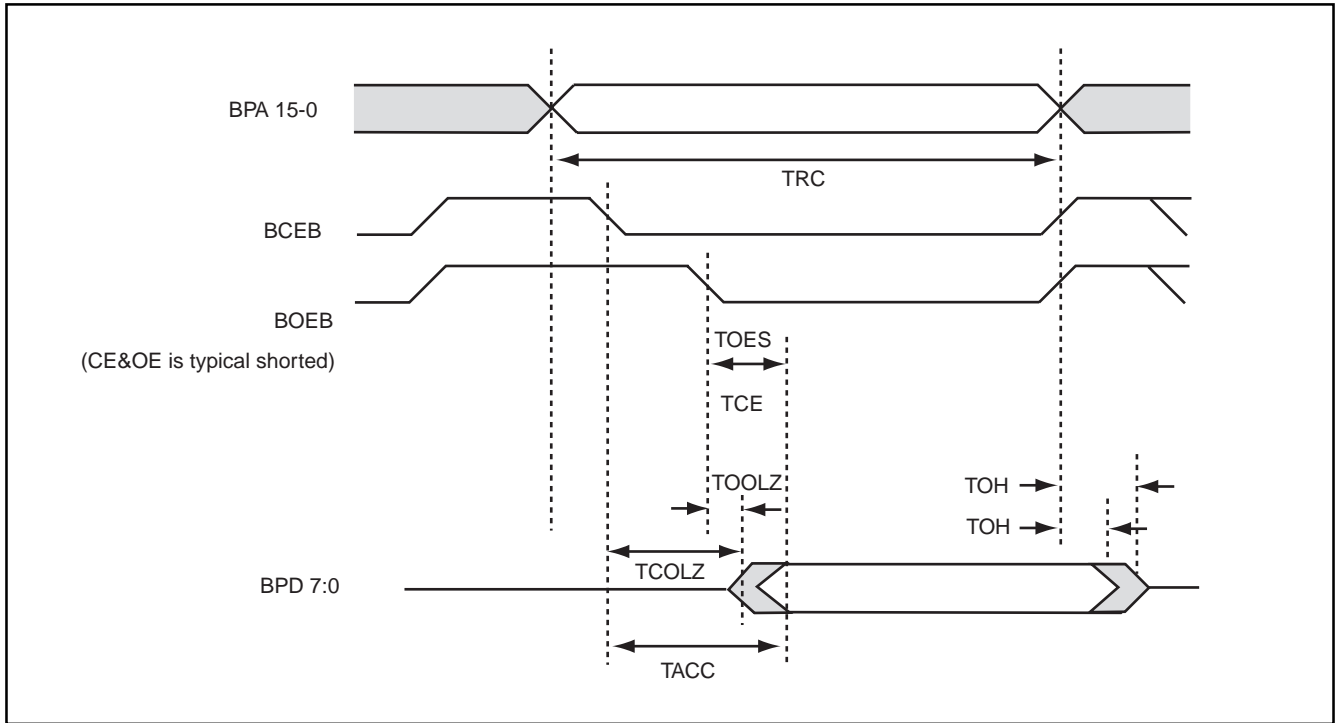 BPA 15-0
TRC
BCEB
BOEB
(CE&OE is typical shorted)
TOES
TCE
TOOLZ
TOH
TOH
TCOLZ
BPD 7:0
TACC